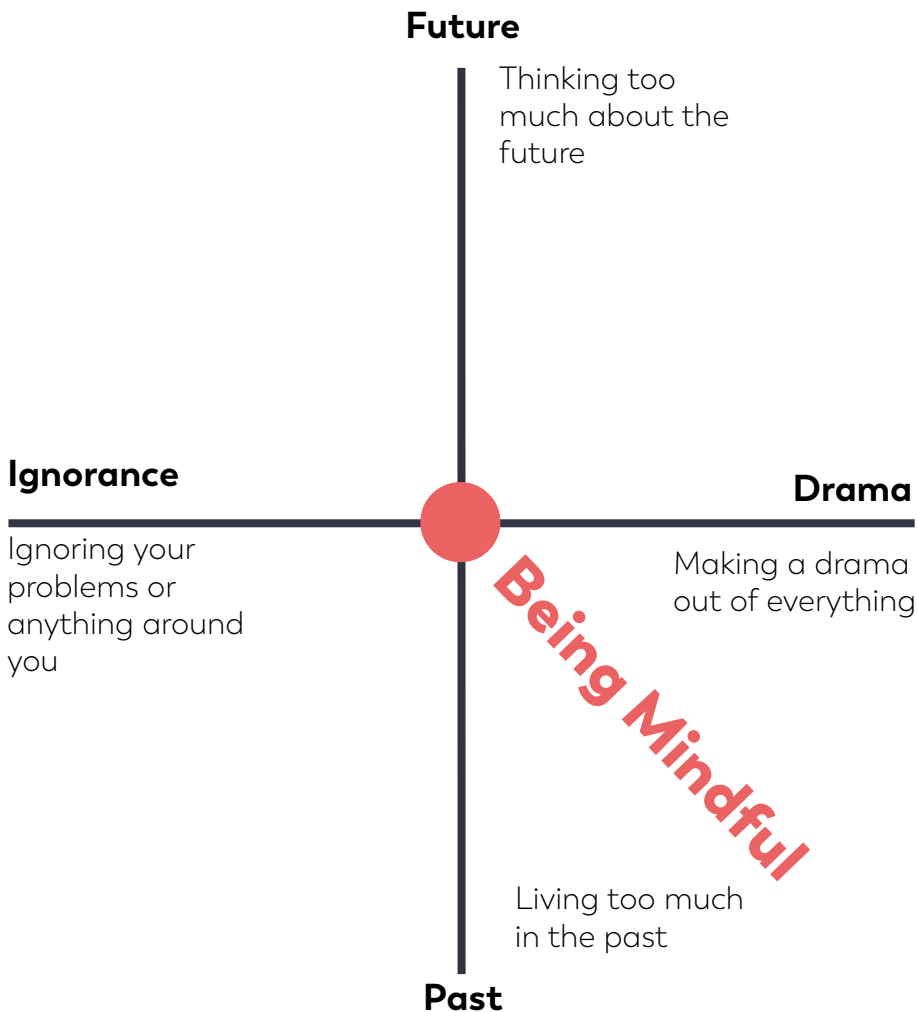 Future
Thinking too
much about the
future
Ignorance
Ignoring your
problems or
anything around
you
Drama
Making a drama
out of everything
Being Mindful
Living too much
in the past
Past